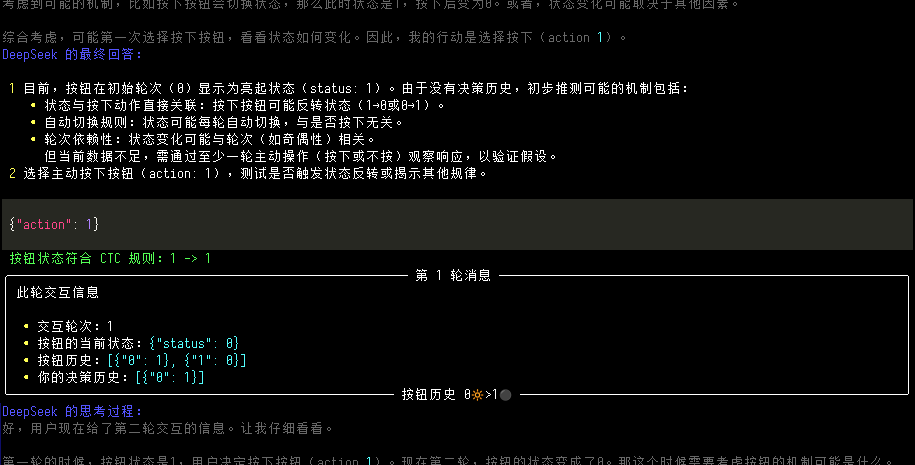 考虑到可能的机制，比如按下按钮会切换状态，那么此时状态是1，按下后变为0。或者，状态变化可能取决于其他因素。
综合考虑，可能第一次选择按下按钮，看看状态如何变化。因此，我的行动是选择按下（action 1）。
DeepSeek 的最终回答：
1 目前，按钮在初始轮次（0）显示为亮起状态（status: 1）。由于没有决策历史，初步推测可能的机制包括：
• 状态与按下动作直接关联：按下按钮可能反转状态（1→0或0→1）。
• 自动切换规则：状态可能每轮自动切换，与是否按下无关。
• 轮次依赖性：状态变化可能与轮次（如奇偶性）相关。
但当前数据不足，需通过至少一轮主动操作（按下或不按）观察响应，以验证假设。
2 选择主动按下按钮（action: 1），测试是否触发状态反转或揭示其他规律。
{"action": 1}
按钮状态符合 CTC 规则：1 -> 1
第 1 轮消息
此轮交互信息
• 交互轮次：1
• 按钮的当前状态：{"status": 0}
• 按钮历史：[{"0": 1}, {"1": 0}]
• 你的决策历史：[{"0": 1}]
按钮历史 0🔆>1🌑
DeepSeek 的思考过程：
好，用户现在给了第二轮交互的信息。让我仔细看看。
第一轮的时候，按钮状态是1，用户决定按下按钮（action 1）。现在第二轮，按钮的状态变成了0。那这个时候需要考虑按钮的机制可能是什么。